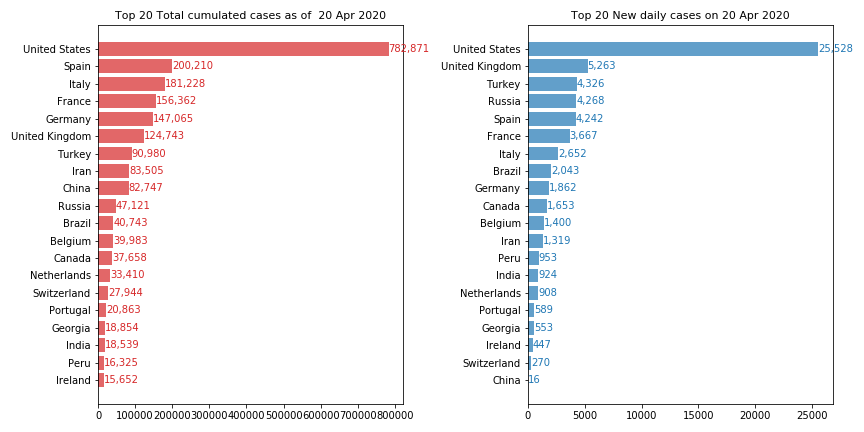 Top 20 Total cumulated cases as of  20 Apr 2020
United States 782,871
Spain 200,210
Italy 181,228
France 156,362
Germany 147,065
United Kingdom 124,743
Turkey 90,980
Iran 83,505
China 82,747
Russia 47,121
Brazil 40,743
Belgium 39,983
Canada 37,658
Netherlands 33,410
Switzerland 27,944
Portugal 20,863
Georgia 18,854
India 18,539
Peru 16,325
Ireland 15,652
0 100000 200000 300000 400000 500000 600000 700000 800000
Top 20 New daily cases on 20 Apr 2020
United States 25,528
United Kingdom 5,263
Turkey 4,326
Russia 4,268
Spain 4,242
France 3,667
Italy 2,652
Brazil 2,043
Germany 1,862
Canada 1,653
Belgium 1,400
Iran 1,319
Peru 953
India 924
Netherlands 908
Portugal 589
Georgia 553
Ireland 447
Switzerland 270
China 16
0 5000 10000 15000 20000 25000